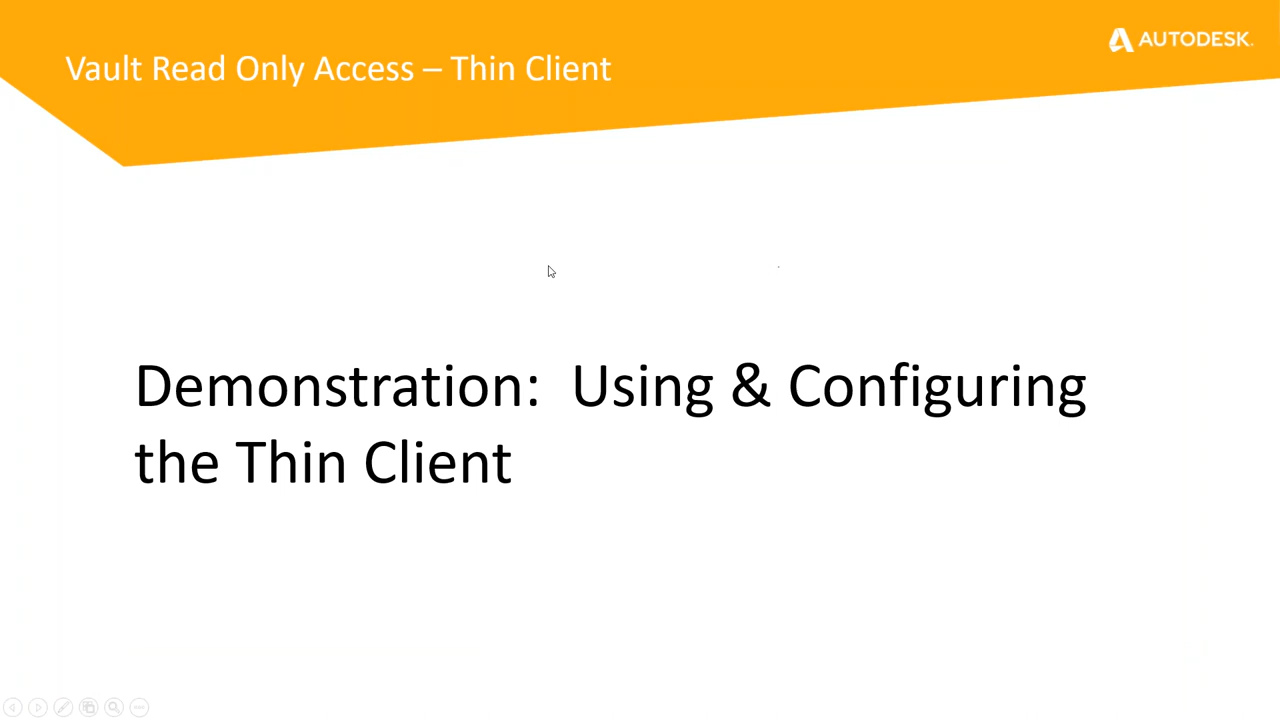 Vault Read Only Access – Thin Client
AUTODESK.
Demonstration:  Using & Configuring
the Thin Client